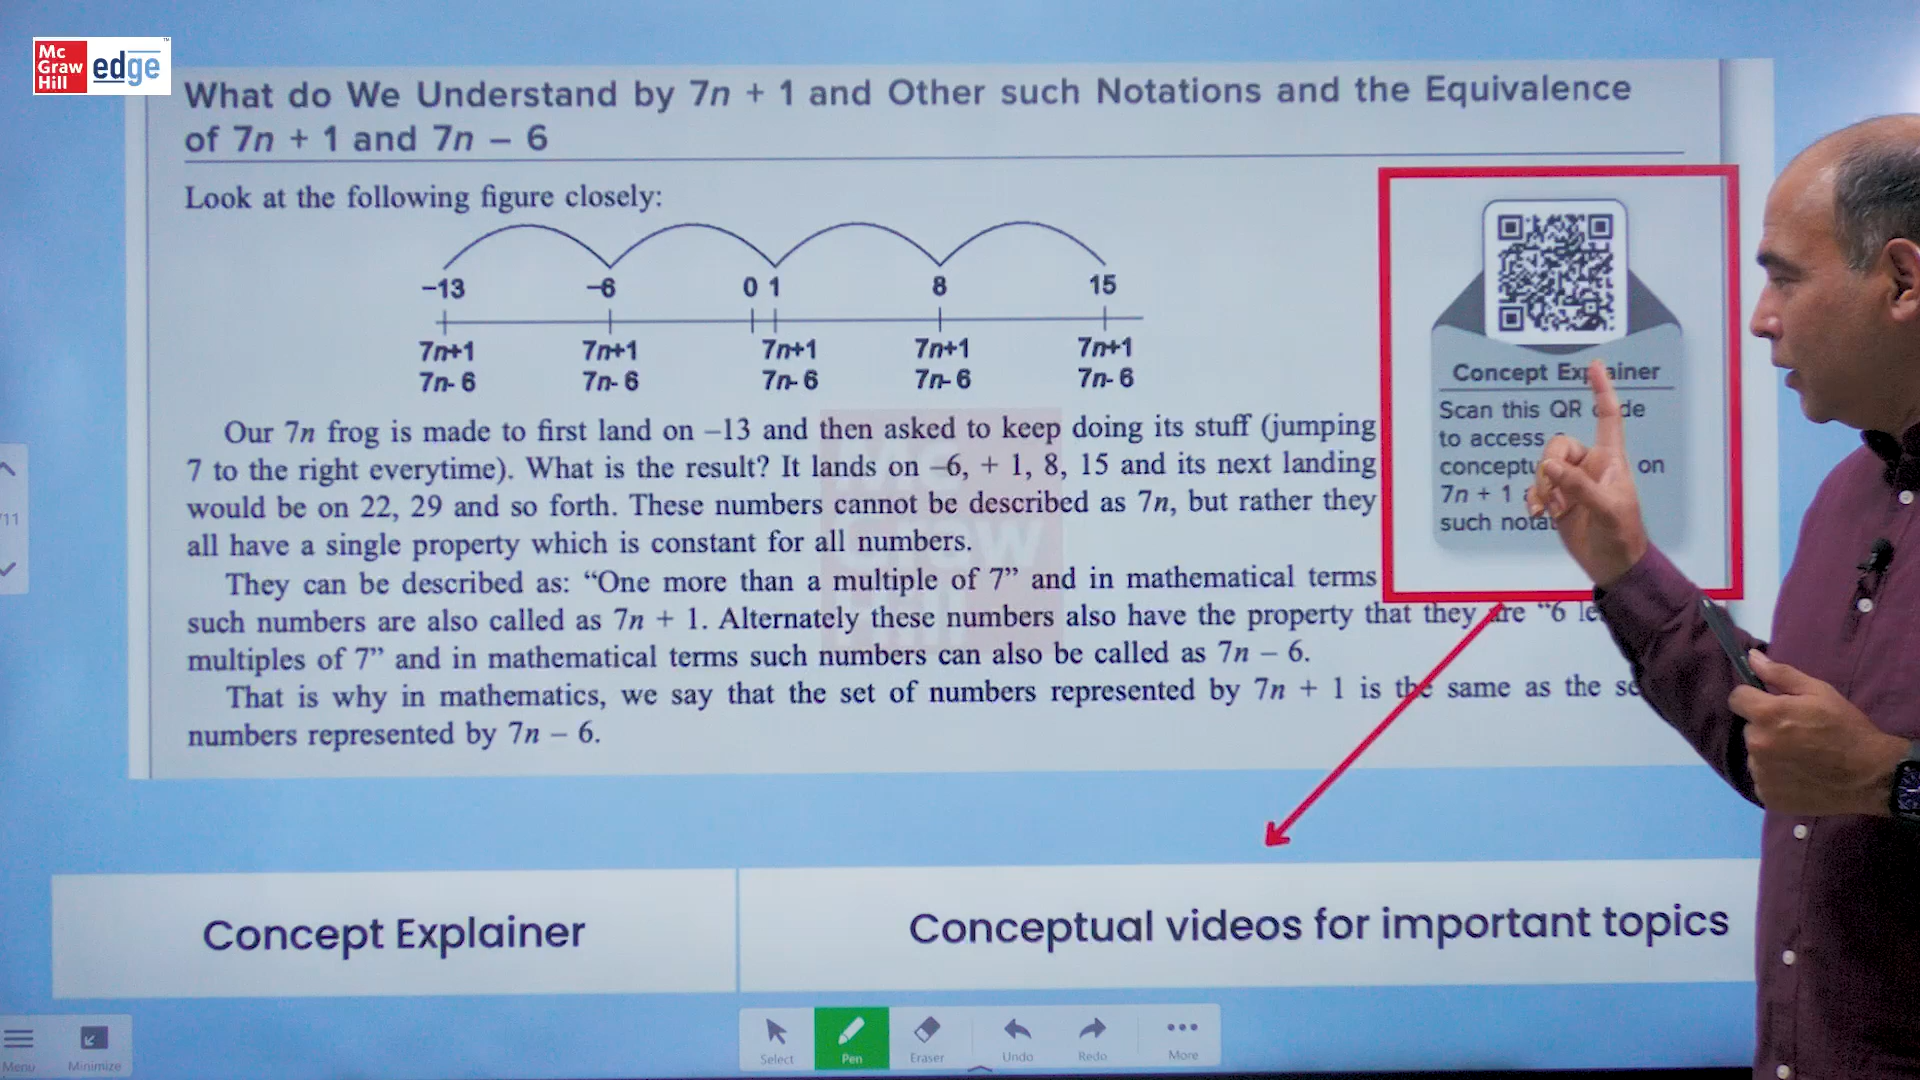 Mc
Graw
Hill
edge
What do We Understand by 7n + 1 and Other such Notations and the Equivalence
of 7n + 1 and 7n – 6
Look at the following figure closely:
–13 –6 0 1 8 15
7n+1 7n+1 7n+1 7n+1 7n+1
7n- 6 7n- 6 7n- 6 7n- 6 7n- 6
Our 7n frog is made to first land on –13 and then asked to keep doing its stuff (jumping
7 to the right everytime). What is the result? It lands on –6, + 1, 8, 15 and its next landing
would be on 22, 29 and so forth. These numbers cannot be described as 7n, but rather they
all have a single property which is constant for all numbers.
They can be described as: “One more than a multiple of 7” and in mathematical terms
such numbers are also called as 7n + 1. Alternately these numbers also have the property that they are “6
multiples of 7” and in mathematical terms such numbers can also be called as 7n – 6.
That is why in mathematics, we say that the set of numbers represented by 7n + 1 is the same as the
numbers represented by 7n – 6.
Concept Explainer
Scan this QR
to access
on
7n + 1
such
Concept Explainer
Conceptual videos for important topics
/11
Menu
Minimize
Select
Pen
Eraser
Undo
Redo
More